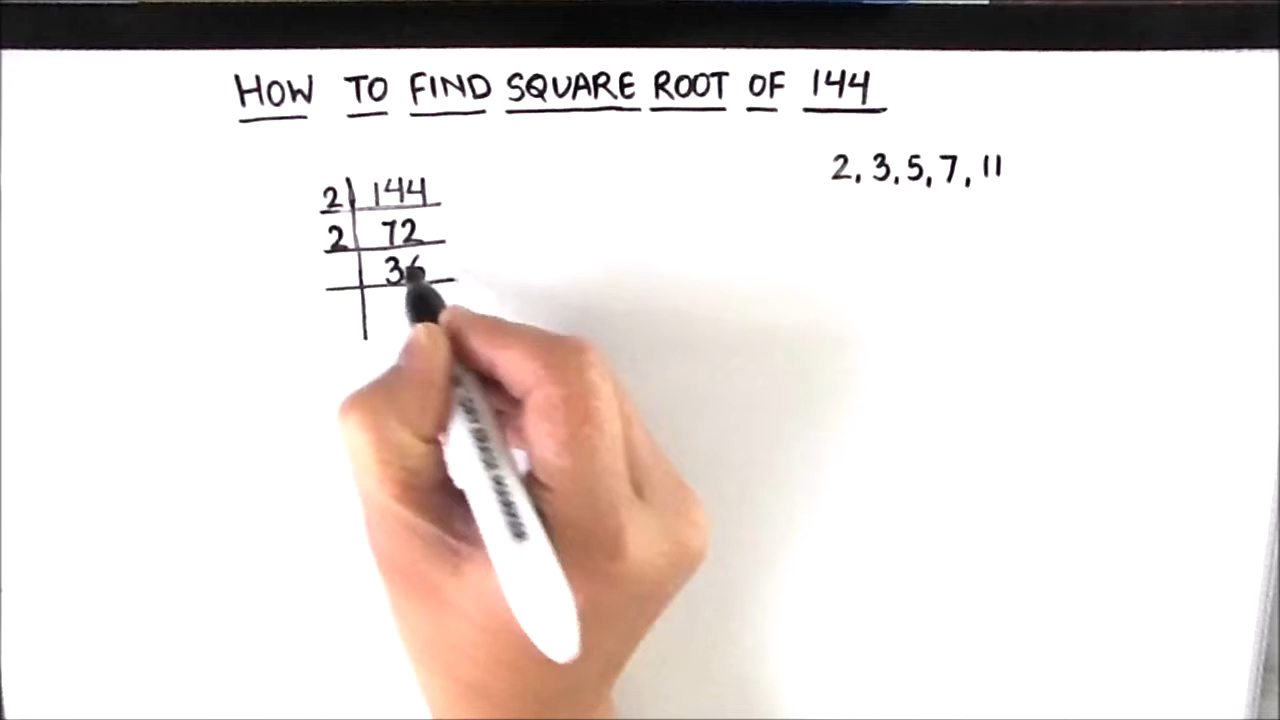 HOW TO FIND SQUARE ROOT OF 144
2, 3, 5, 7, 11
2 144
2 72
36